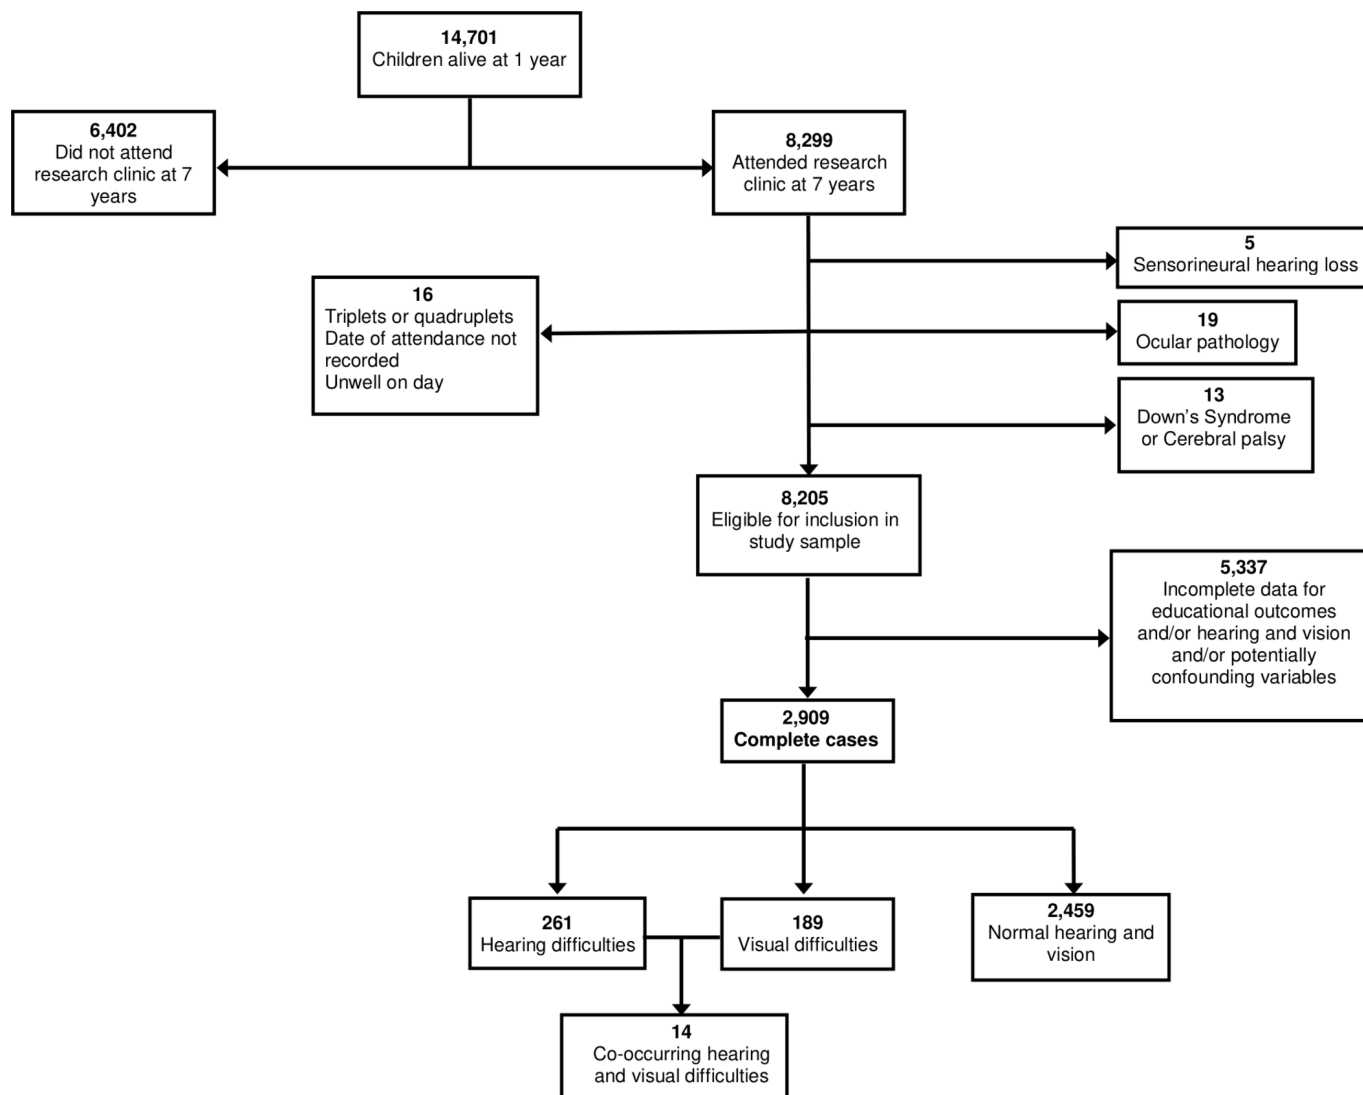 14,701
Children alive at 1 year
6,402
Did not attend
research clinic at 7
years
8,299
Attended research
clinic at 7 years
5
Sensorineural hearing loss
16
Triplets or quadruplets
Date of attendance not
recorded
Unwell on day
19
Ocular pathology
13
Down's Syndrome
or Cerebral palsy
8,205
Eligible for inclusion in
study sample
5,337
Incomplete data for
educational outcomes
and/or hearing and vision
and/or potentially
confounding variables
2,909
Complete cases
261
Hearing difficulties
189
Visual difficulties
2,459
Normal hearing and
vision
14
Co-occurring hearing
and visual difficulties